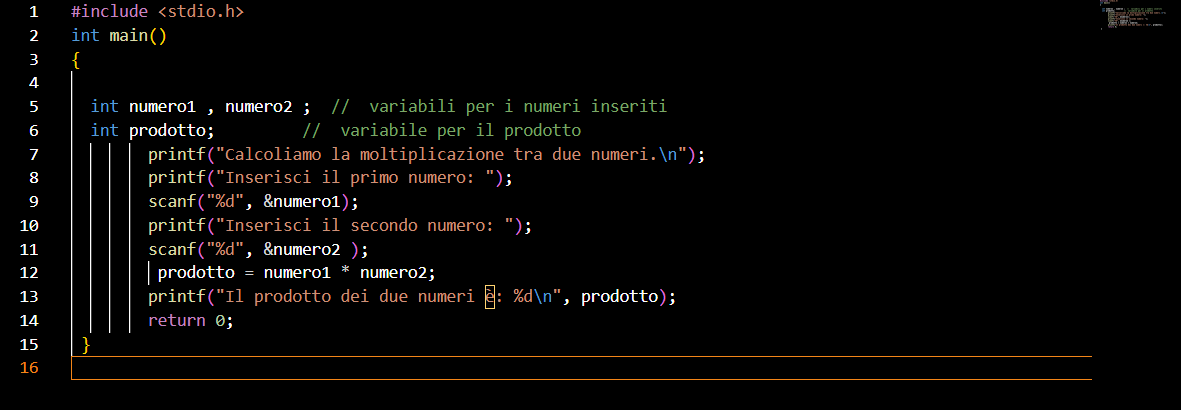 1 #include <stdio.h>
2 int main()
3 {
4
5 int numero1 , numero2 ; // variabili per i numeri inseriti
6 int prodotto; // variabile per il prodotto
7 printf("Calcoliamo la moltiplicazione tra due numeri.\n");
8 printf("Inserisci il primo numero: ");
9 scanf("%d", &numero1);
10 printf("Inserisci il secondo numero: ");
11 scanf("%d", &numero2 );
12 prodotto = numero1 * numero2;
13 printf("Il prodotto dei due numeri è: %d\n", prodotto);
14 return 0;
15 }
16